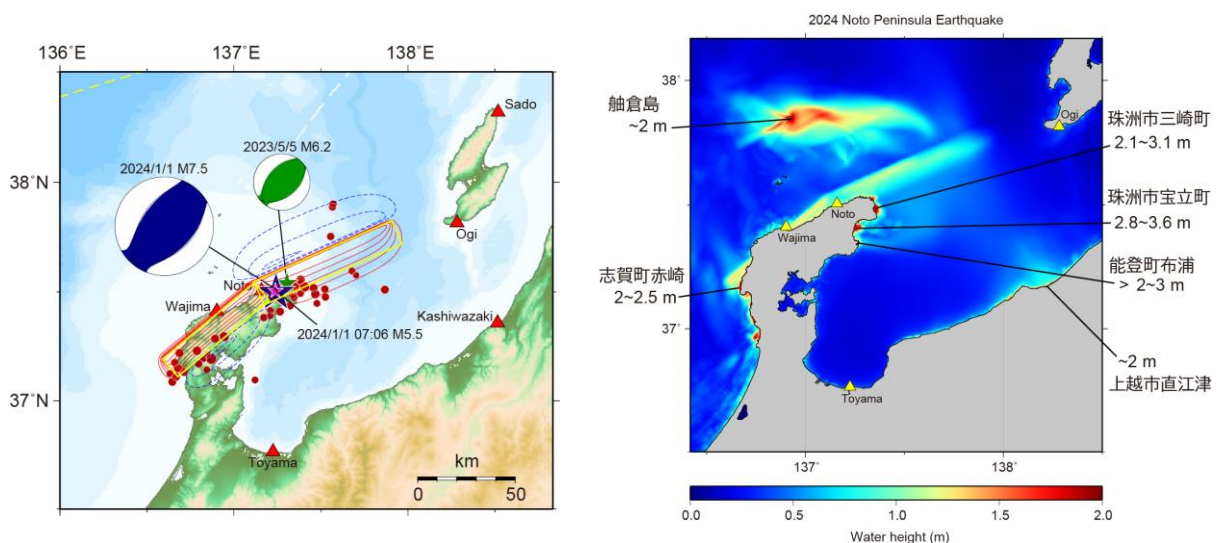 136˚E
137˚E
138˚E
Sado
2023/5/5 M6.2
2024/1/1 M7.5
38˚N
Ogi
Noto
Wajima
Kashiwazaki
2024/1/1 07:06 M5.5
37˚N
Toyama
km
0
50
2024 Noto Peninsula Earthquake
38˚
舳倉島
~2 m
Ogi
珠洲市三崎町
2.1~3.1 m
珠洲市宝立町
2.8~3.6 m
Noto
Wajima
能登町布浦
> 2~3 m
志賀町赤崎
2~2.5 m
37˚
~2 m
上越市直江津
Toyama
137˚
138˚
0.0
0.5
1.0
1.5
2.0
Water height (m)